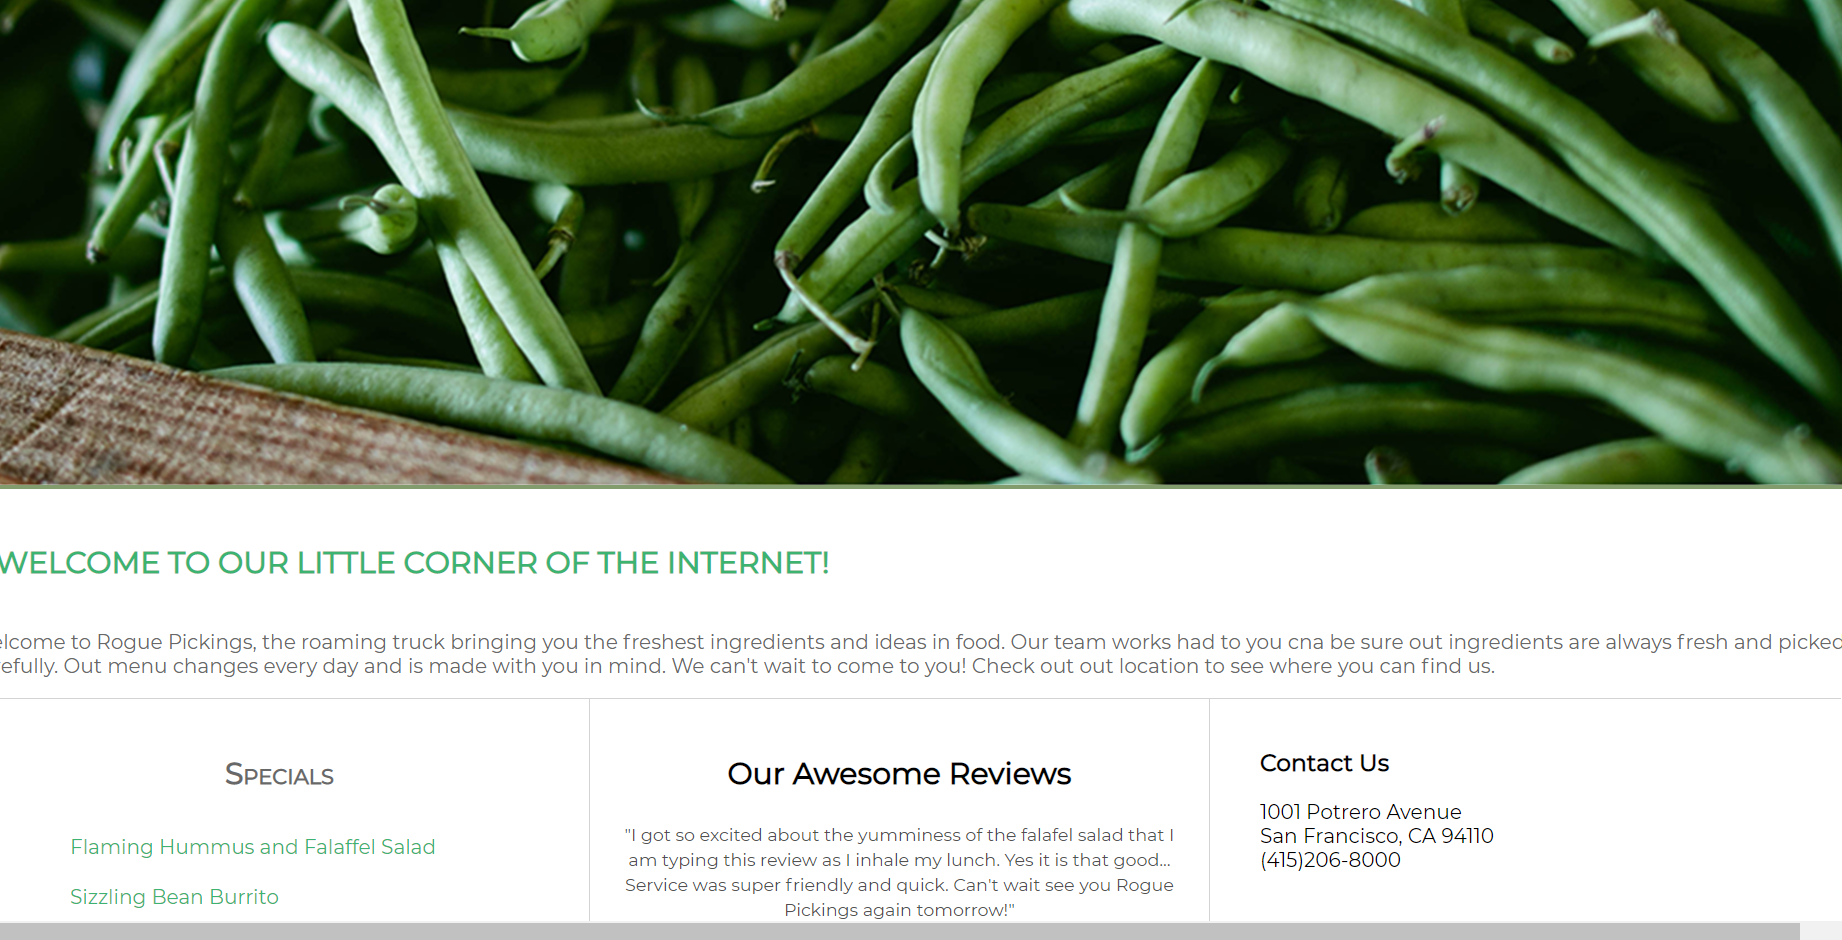 WELCOME TO OUR LITTLE CORNER OF THE INTERNET!
elcome to Rogue Pickings, the roaming truck bringing you the freshest ingredients and ideas in food. Our team works had to you cna be sure out ingredients are always fresh and picked
efully. Out menu changes every day and is made with you in mind. We can't wait to come to you! Check out out location to see where you can find us.
Specials
Flaming Hummus and Falaffel Salad
Sizzling Bean Burrito
Our Awesome Reviews
"I got so excited about the yumminess of the falafel salad that I
am typing this review as I inhale my lunch. Yes it is that good...
Service was super friendly and quick. Can't wait see you Rogue
Pickings again tomorrow!"
Contact Us
1001 Potrero Avenue
San Francisco, CA 94110
(415)206-8000